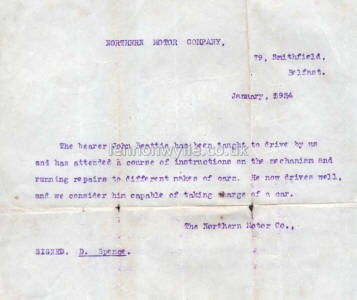 NORTHERN MOTOR COMPANY,
79, Smithfield,
Belfast.
January, 1934
The bearer John Beattie has been taught to drive by us
and has attended a course of instructions on the mechanism and
running repairs to different makes of cars. He now drives well,
and we consider him capable of taking charge of a car.
The Northern Motor Co.,
SIGNED. D. Spence.
lennonwylie.co.uk